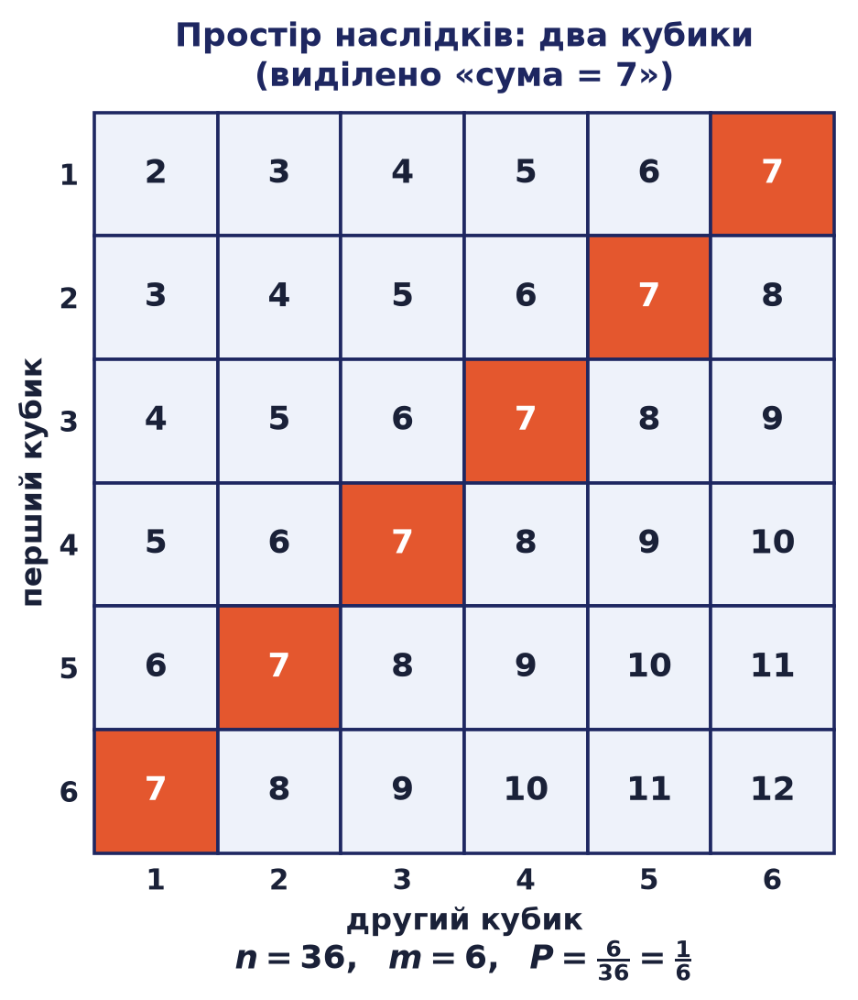 Простір наслідків: два кубики
(виділено «сума = 7»)
1 2 3 4 5 6 7
2 3 4 5 6 7 8
3 4 5 6 7 8 9
4 5 6 7 8 9 10
5 6 7 8 9 10 11
6 7 8 9 10 11 12
перший кубик
1 2 3 4 5 6
другий кубик
n = 36, m = 6, P = 6/36 = 1/6